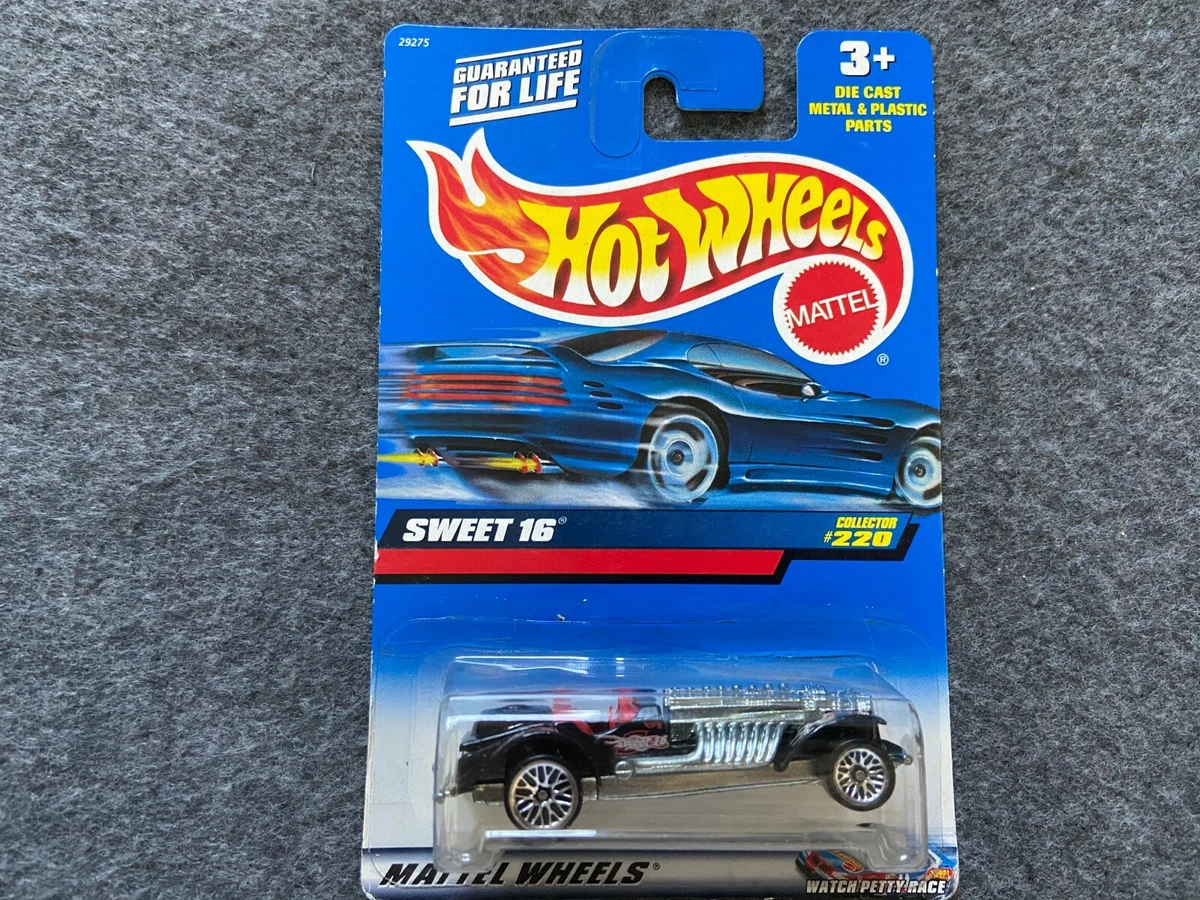 29275
GUARANTEED
FOR LIFE
3+
DIE CAST
METAL & PLASTIC
PARTS
HOT WHEELS
MATTEL
®
SWEET 16®
COLLECTOR
#220
MATTEL WHEELS®
WATCH PETTY RACE